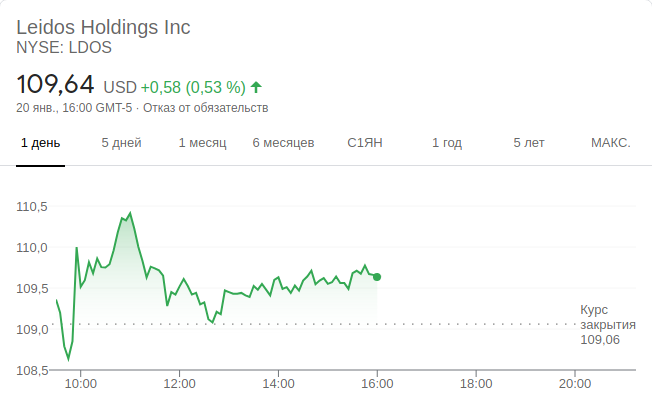 Leidos Holdings Inc
NYSE: LDOS
109,64 USD +0,58 (0,53 %)
20 янв., 16:00 GMT-5 · Отказ от обязательств
1 день 5 дней 1 месяц 6 месяцев С1ЯН 1 год 5 лет МАКС.
110,5
110,0
109,5
109,0
108,5
Курс
закрытия
109,06
10:00 12:00 14:00 16:00 18:00 20:00